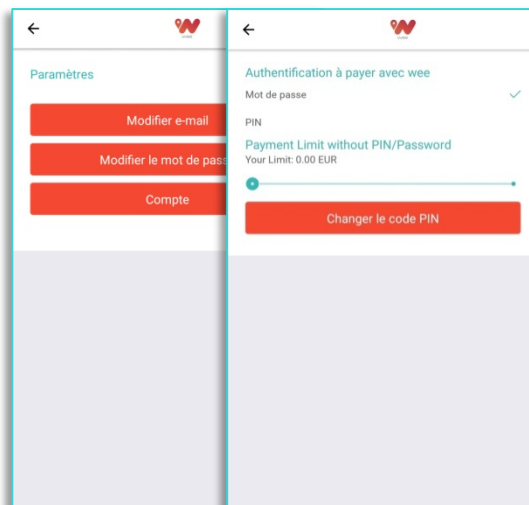 Paramètres
Modifier e-mail
Modifier le mot de pass
Compte
Authentification à payer avec wee
Mot de passe
PIN
Payment Limit without PIN/Password
Your Limit: 0.00 EUR
Changer le code PIN